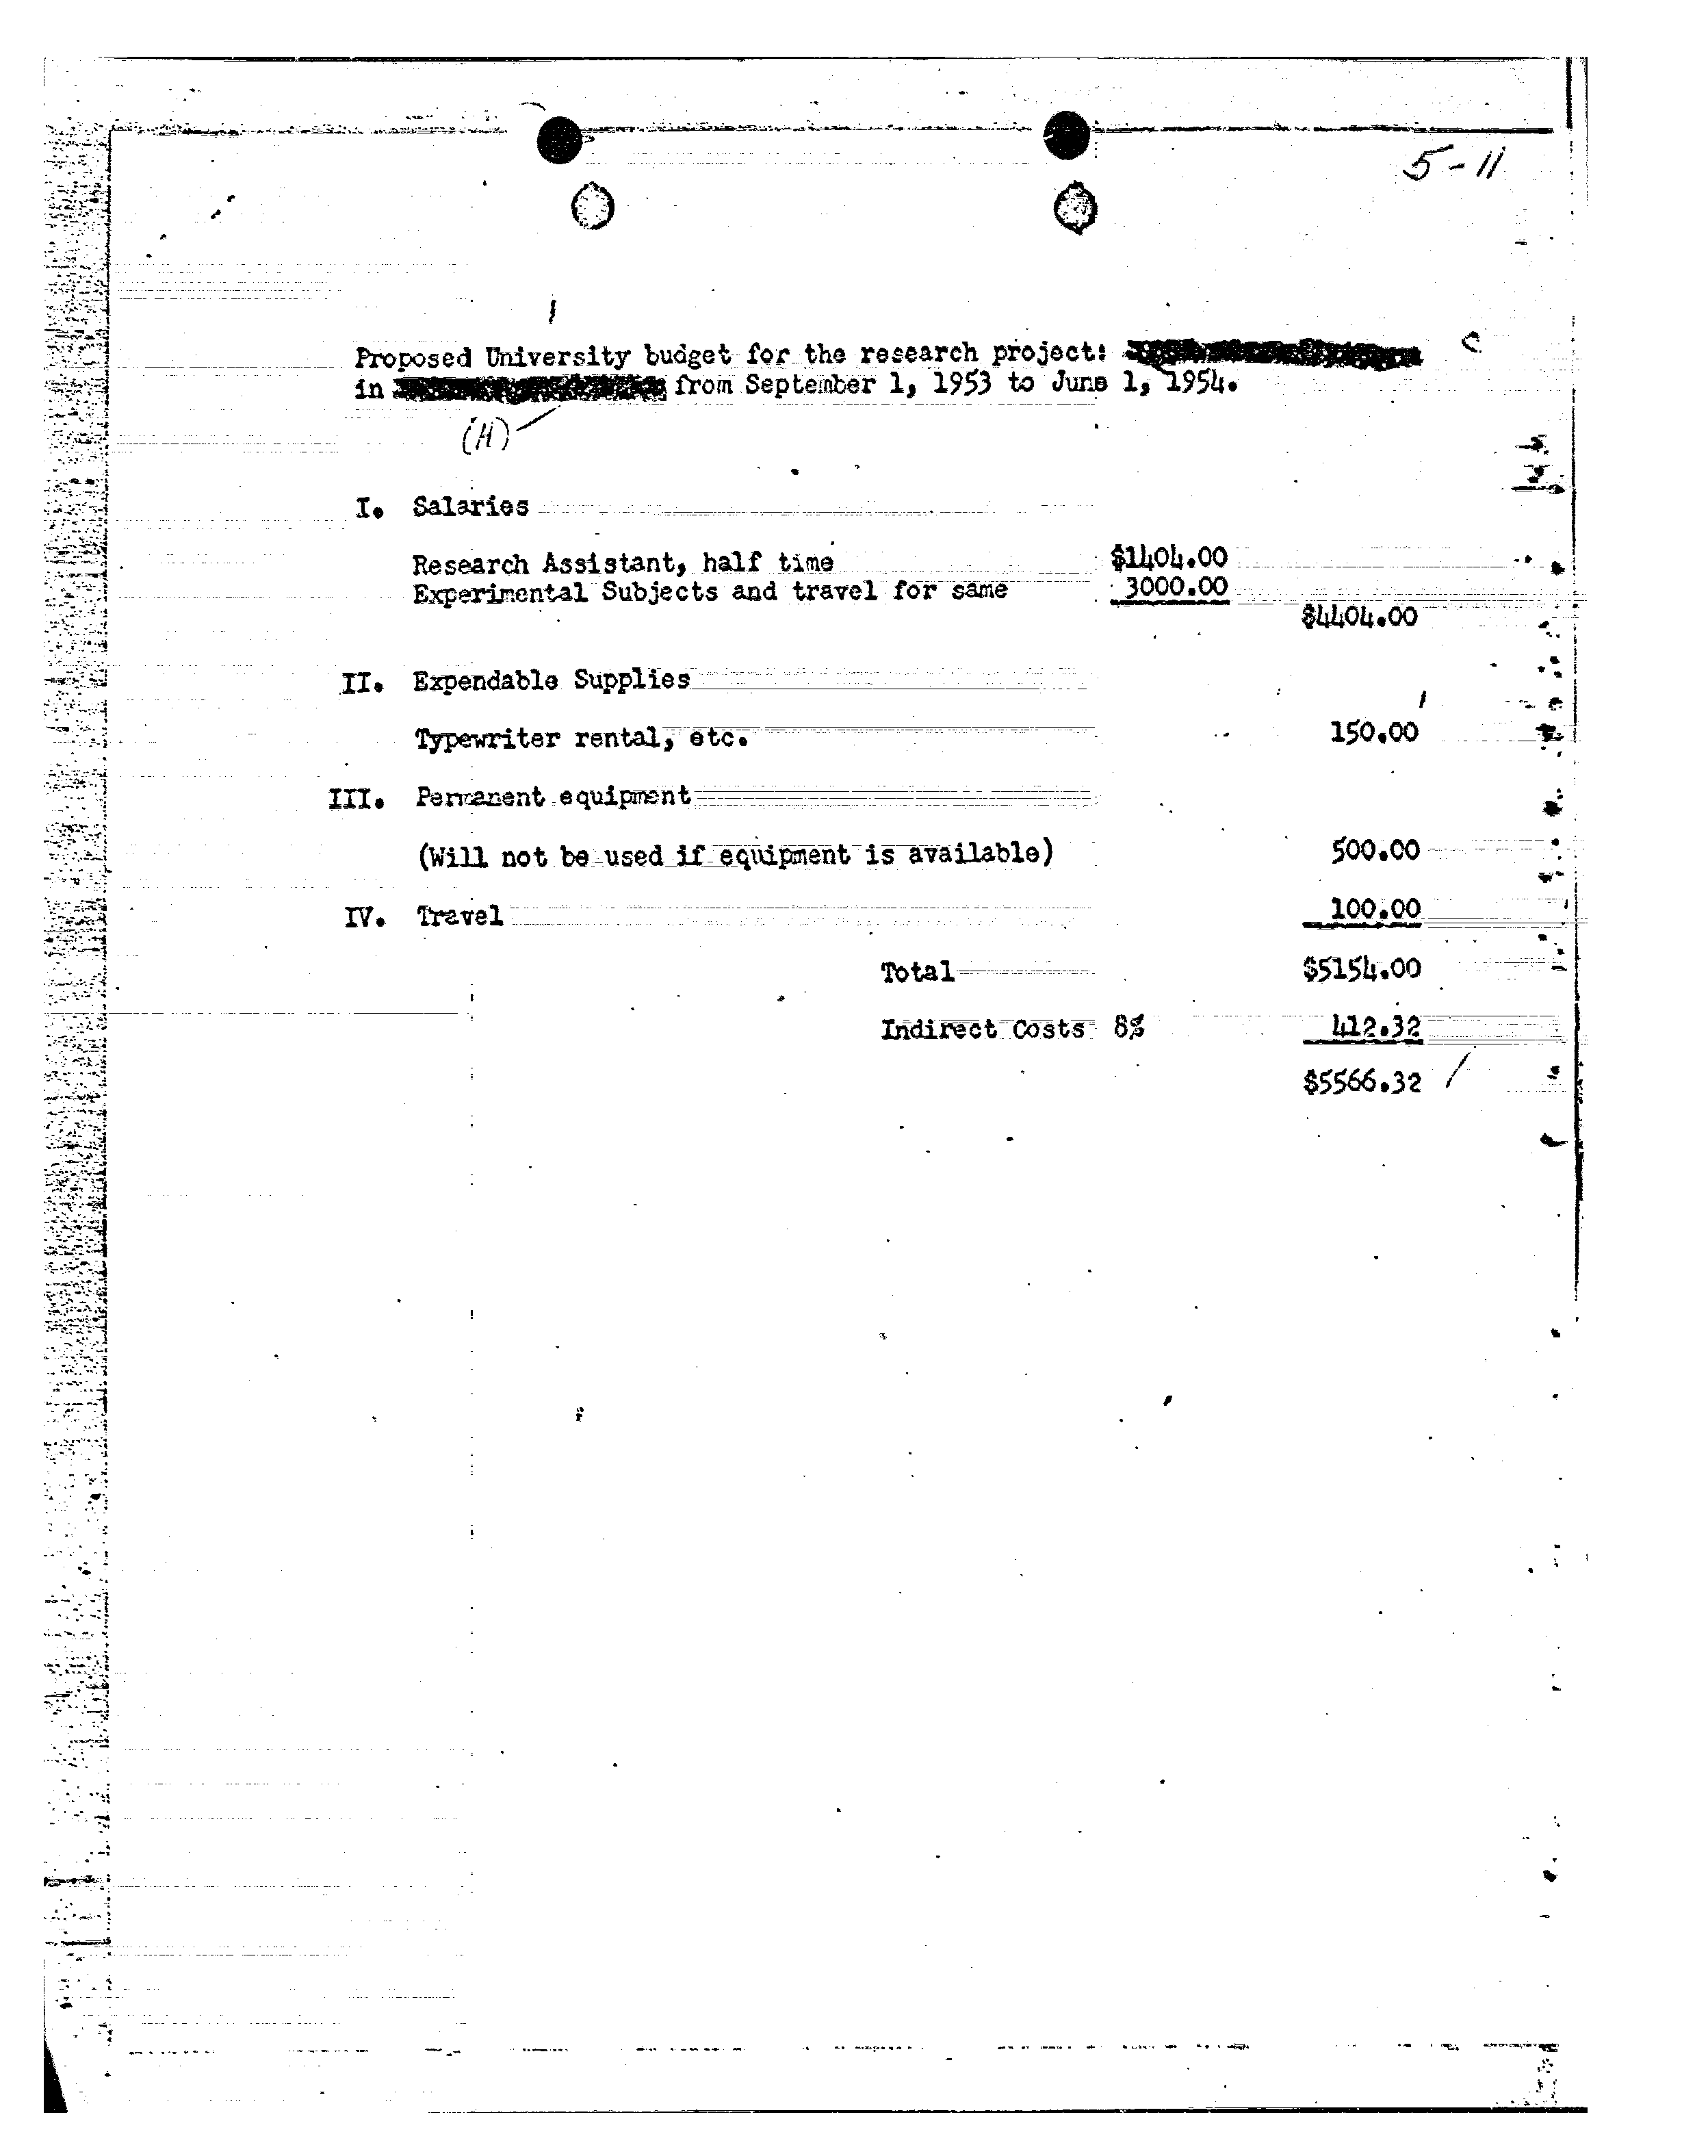 5-11
Proposed University budget for the research project:
in from September 1, 1953 to June 1, 1954.
(H)
I. Salaries
Research Assistant, half time $1404.00
Experimental Subjects and travel for same 3000.00
$4404.00
II. Expendable Supplies
Typewriter rental, etc. 150.00
III. Permanent equipment
(Will not be used if equipment is available) 500.00
IV. Travel 100.00
Total $5154.00
Indirect Costs 8% 412.32
$5566.32